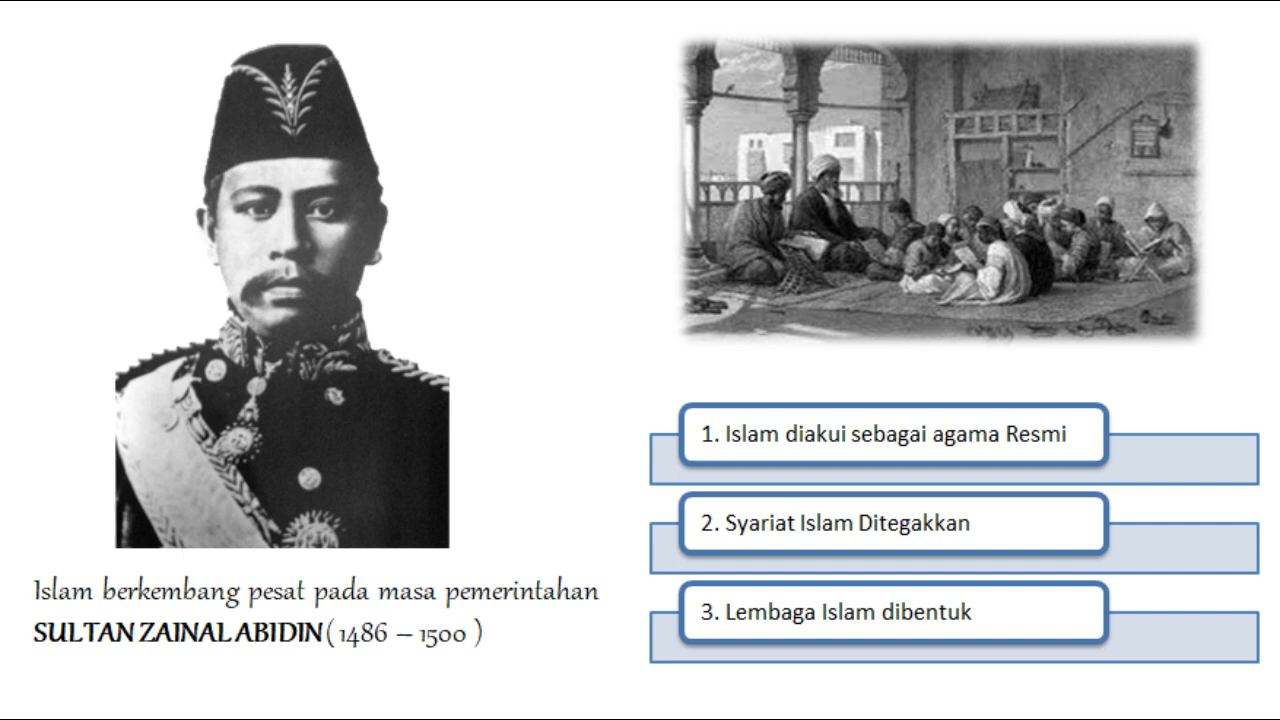 Islam berkembang pesat pada masa pemerintahan
SULTAN ZAINAL ABIDIN ( 1486 – 1500 )
1. Islam diakui sebagai agama Resmi
2. Syariat Islam Ditegakkan
3. Lembaga Islam dibentuk